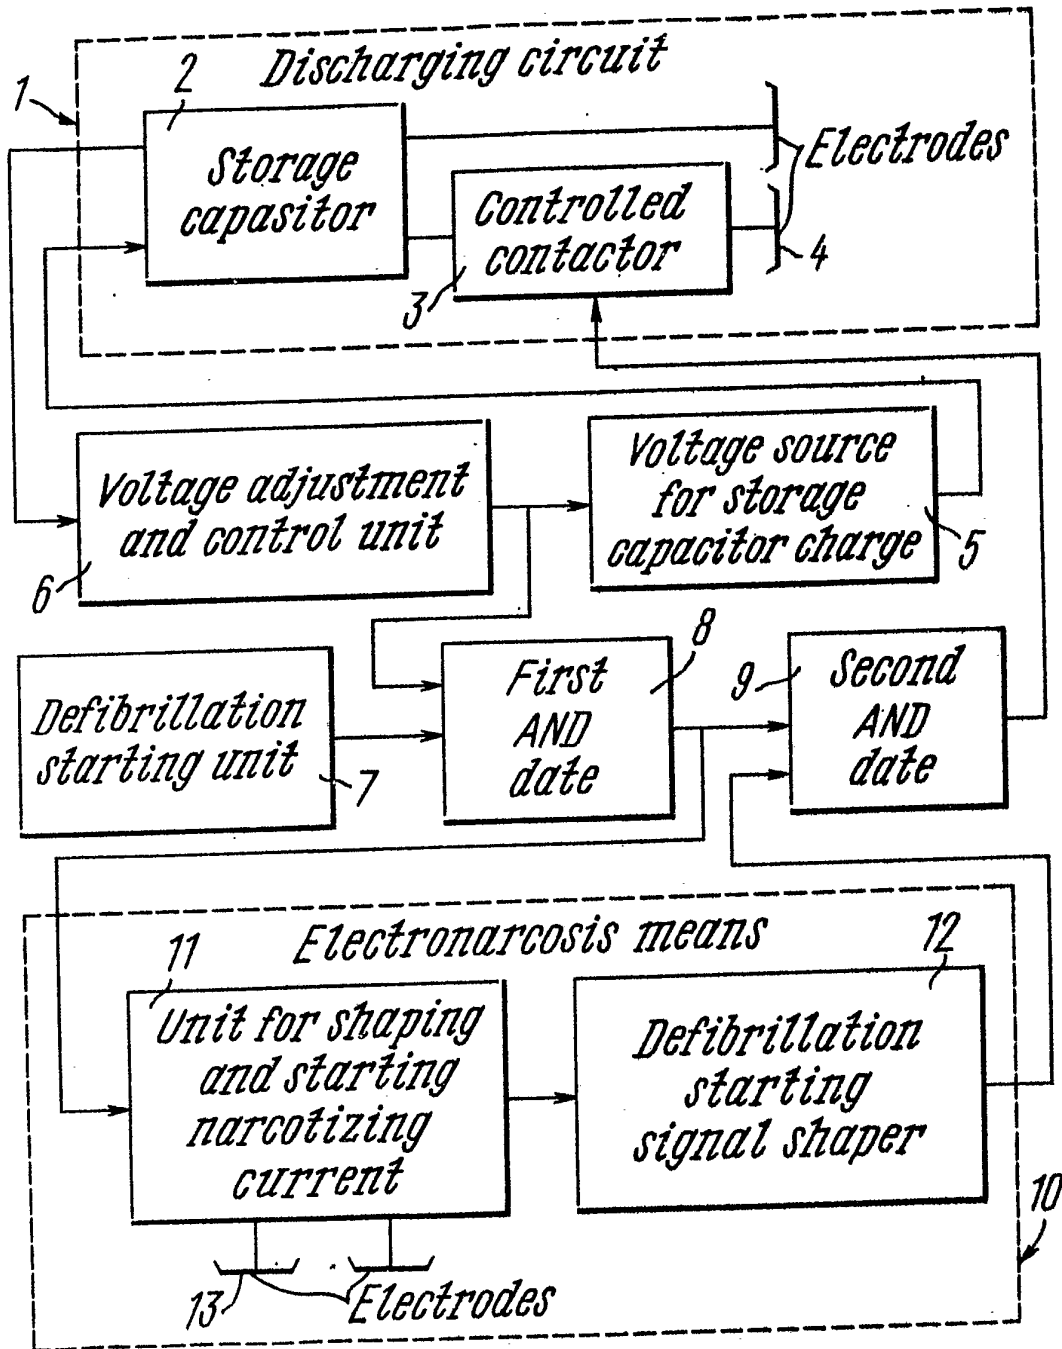 Discharging circuit
1
2
Storage
capasitor
Electrodes
Controlled
contactor
3
4
Voltage adjustment
and control unit
6
Voltage source
for storage
capacitor charge
5
Defibrillation
starting unit
7
First
AND
date
8
Second
AND
date
9
Electronarcosis means
11
Unit for shaping
and starting
narcotizing
current
12
Defibrillation
starting
signal shaper
10
13
Electrodes